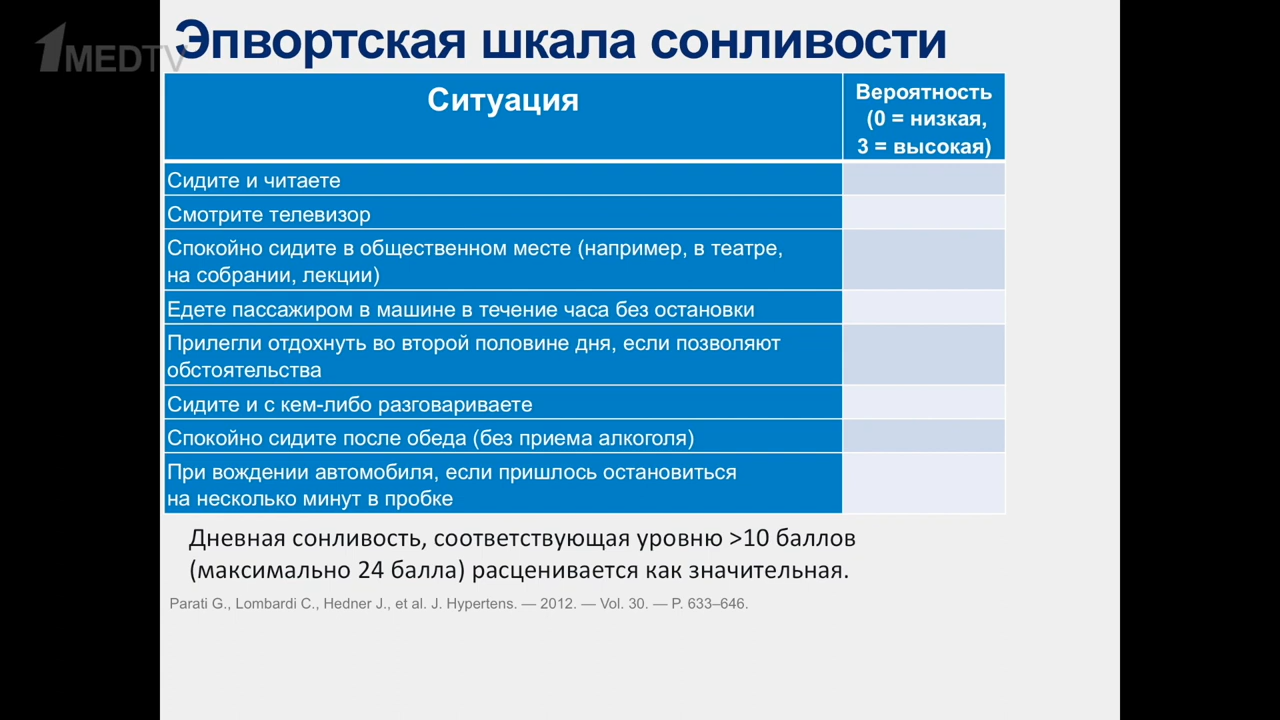 1MEDTV
Эпвортская шкала сонливости
Ситуация
Вероятность
(0 = низкая,
3 = высокая)
Сидите и читаете
Смотрите телевизор
Спокойно сидите в общественном месте (например, в театре,
на собрании, лекции)
Едете пассажиром в машине в течение часа без остановки
Прилегли отдохнуть во второй половине дня, если позволяют
обстоятельства
Сидите и с кем-либо разговариваете
Спокойно сидите после обеда (без приема алкоголя)
При вождении автомобиля, если пришлось остановиться
на несколько минут в пробке
Дневная сонливость, соответствующая уровню >10 баллов
(максимально 24 балла) расценивается как значительная.
Parati G., Lombardi C., Hedner J., et al. J. Hypertens. — 2012. — Vol. 30. — P. 633–646.